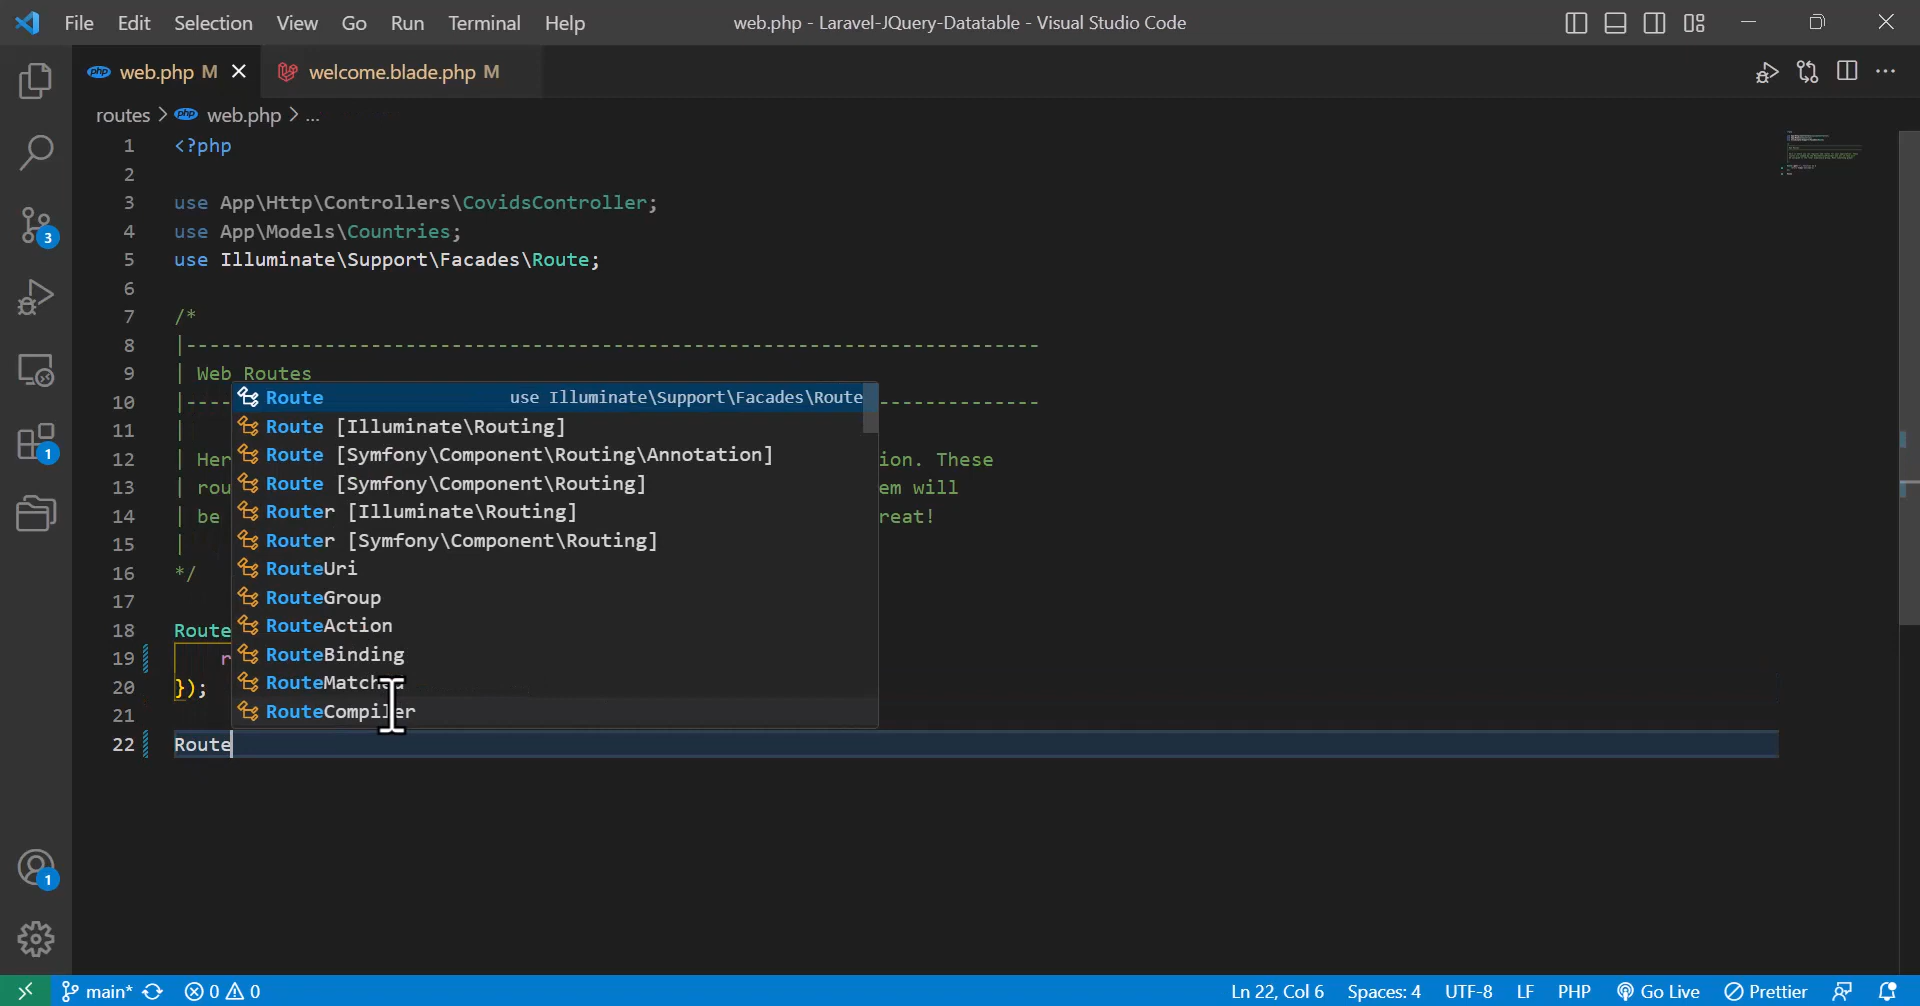 File Edit Selection View Go Run Terminal Help web.php - Laravel-JQuery-Datatable - Visual Studio Code
php web.php M welcome.blade.php M
routes > php web.php > ...
1 <?php
2
3 use App\Http\Controllers\CovidsController;
4 use App\Models\Countries;
5 use Illuminate\Support\Facades\Route;
6
7 /*
8 |--------------------------------------------------------------------------
9 | Web Routes
10 |---- Route use Illuminate\Support\Facades\Route --------------
11 | Route [Illuminate\Routing]
12 | Her Route [Symfony\Component\Routing\Annotation] ion. These
13 | rou Route [Symfony\Component\Routing] em will
14 | be Router [Illuminate\Routing] reat!
15 | Router [Symfony\Component\Routing]
16 */ RouteUri
17 RouteGroup
18 Route RouteAction
19 r RouteBinding
20 }); RouteMatched
21 RouteCompiler
22 Route
3
1
1
main* 0 0 Ln 22, Col 6 Spaces: 4 UTF-8 LF PHP Go Live Prettier